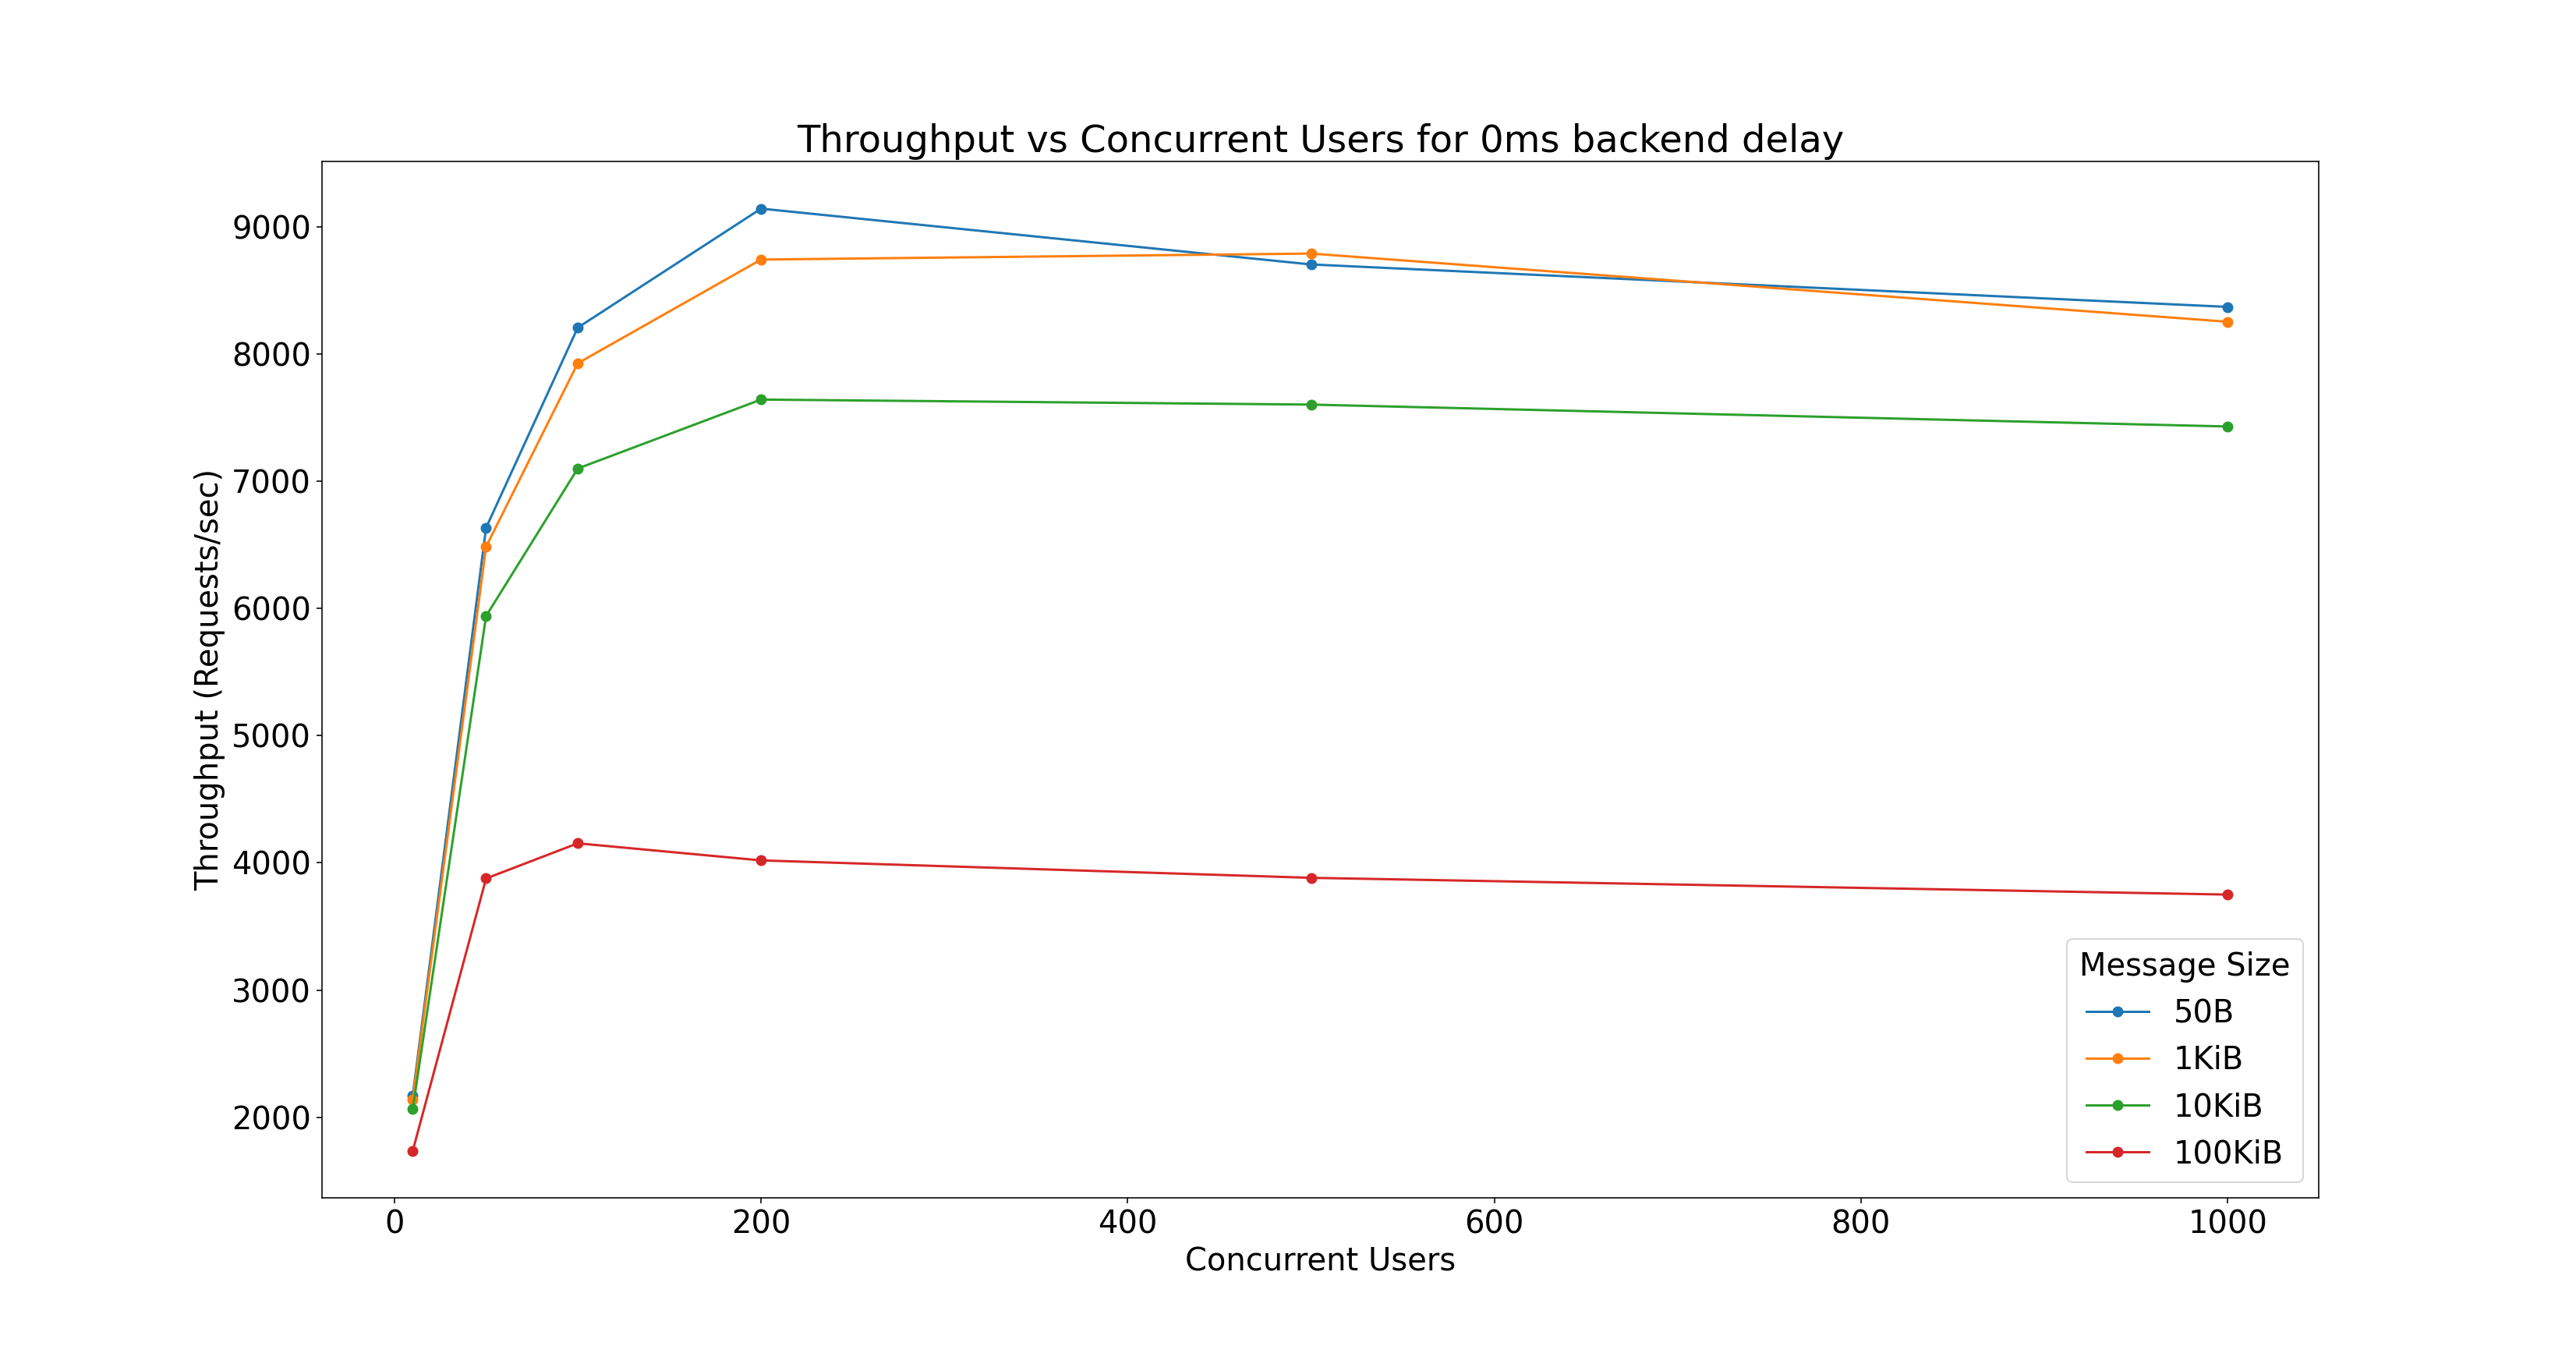 Throughput vs Concurrent Users for 0ms backend delay
Throughput (Requests/sec)
9000
8000
7000
6000
5000
4000
3000
2000
0
200
400
600
800
1000
Concurrent Users
Message Size
50B
1KiB
10KiB
100KiB